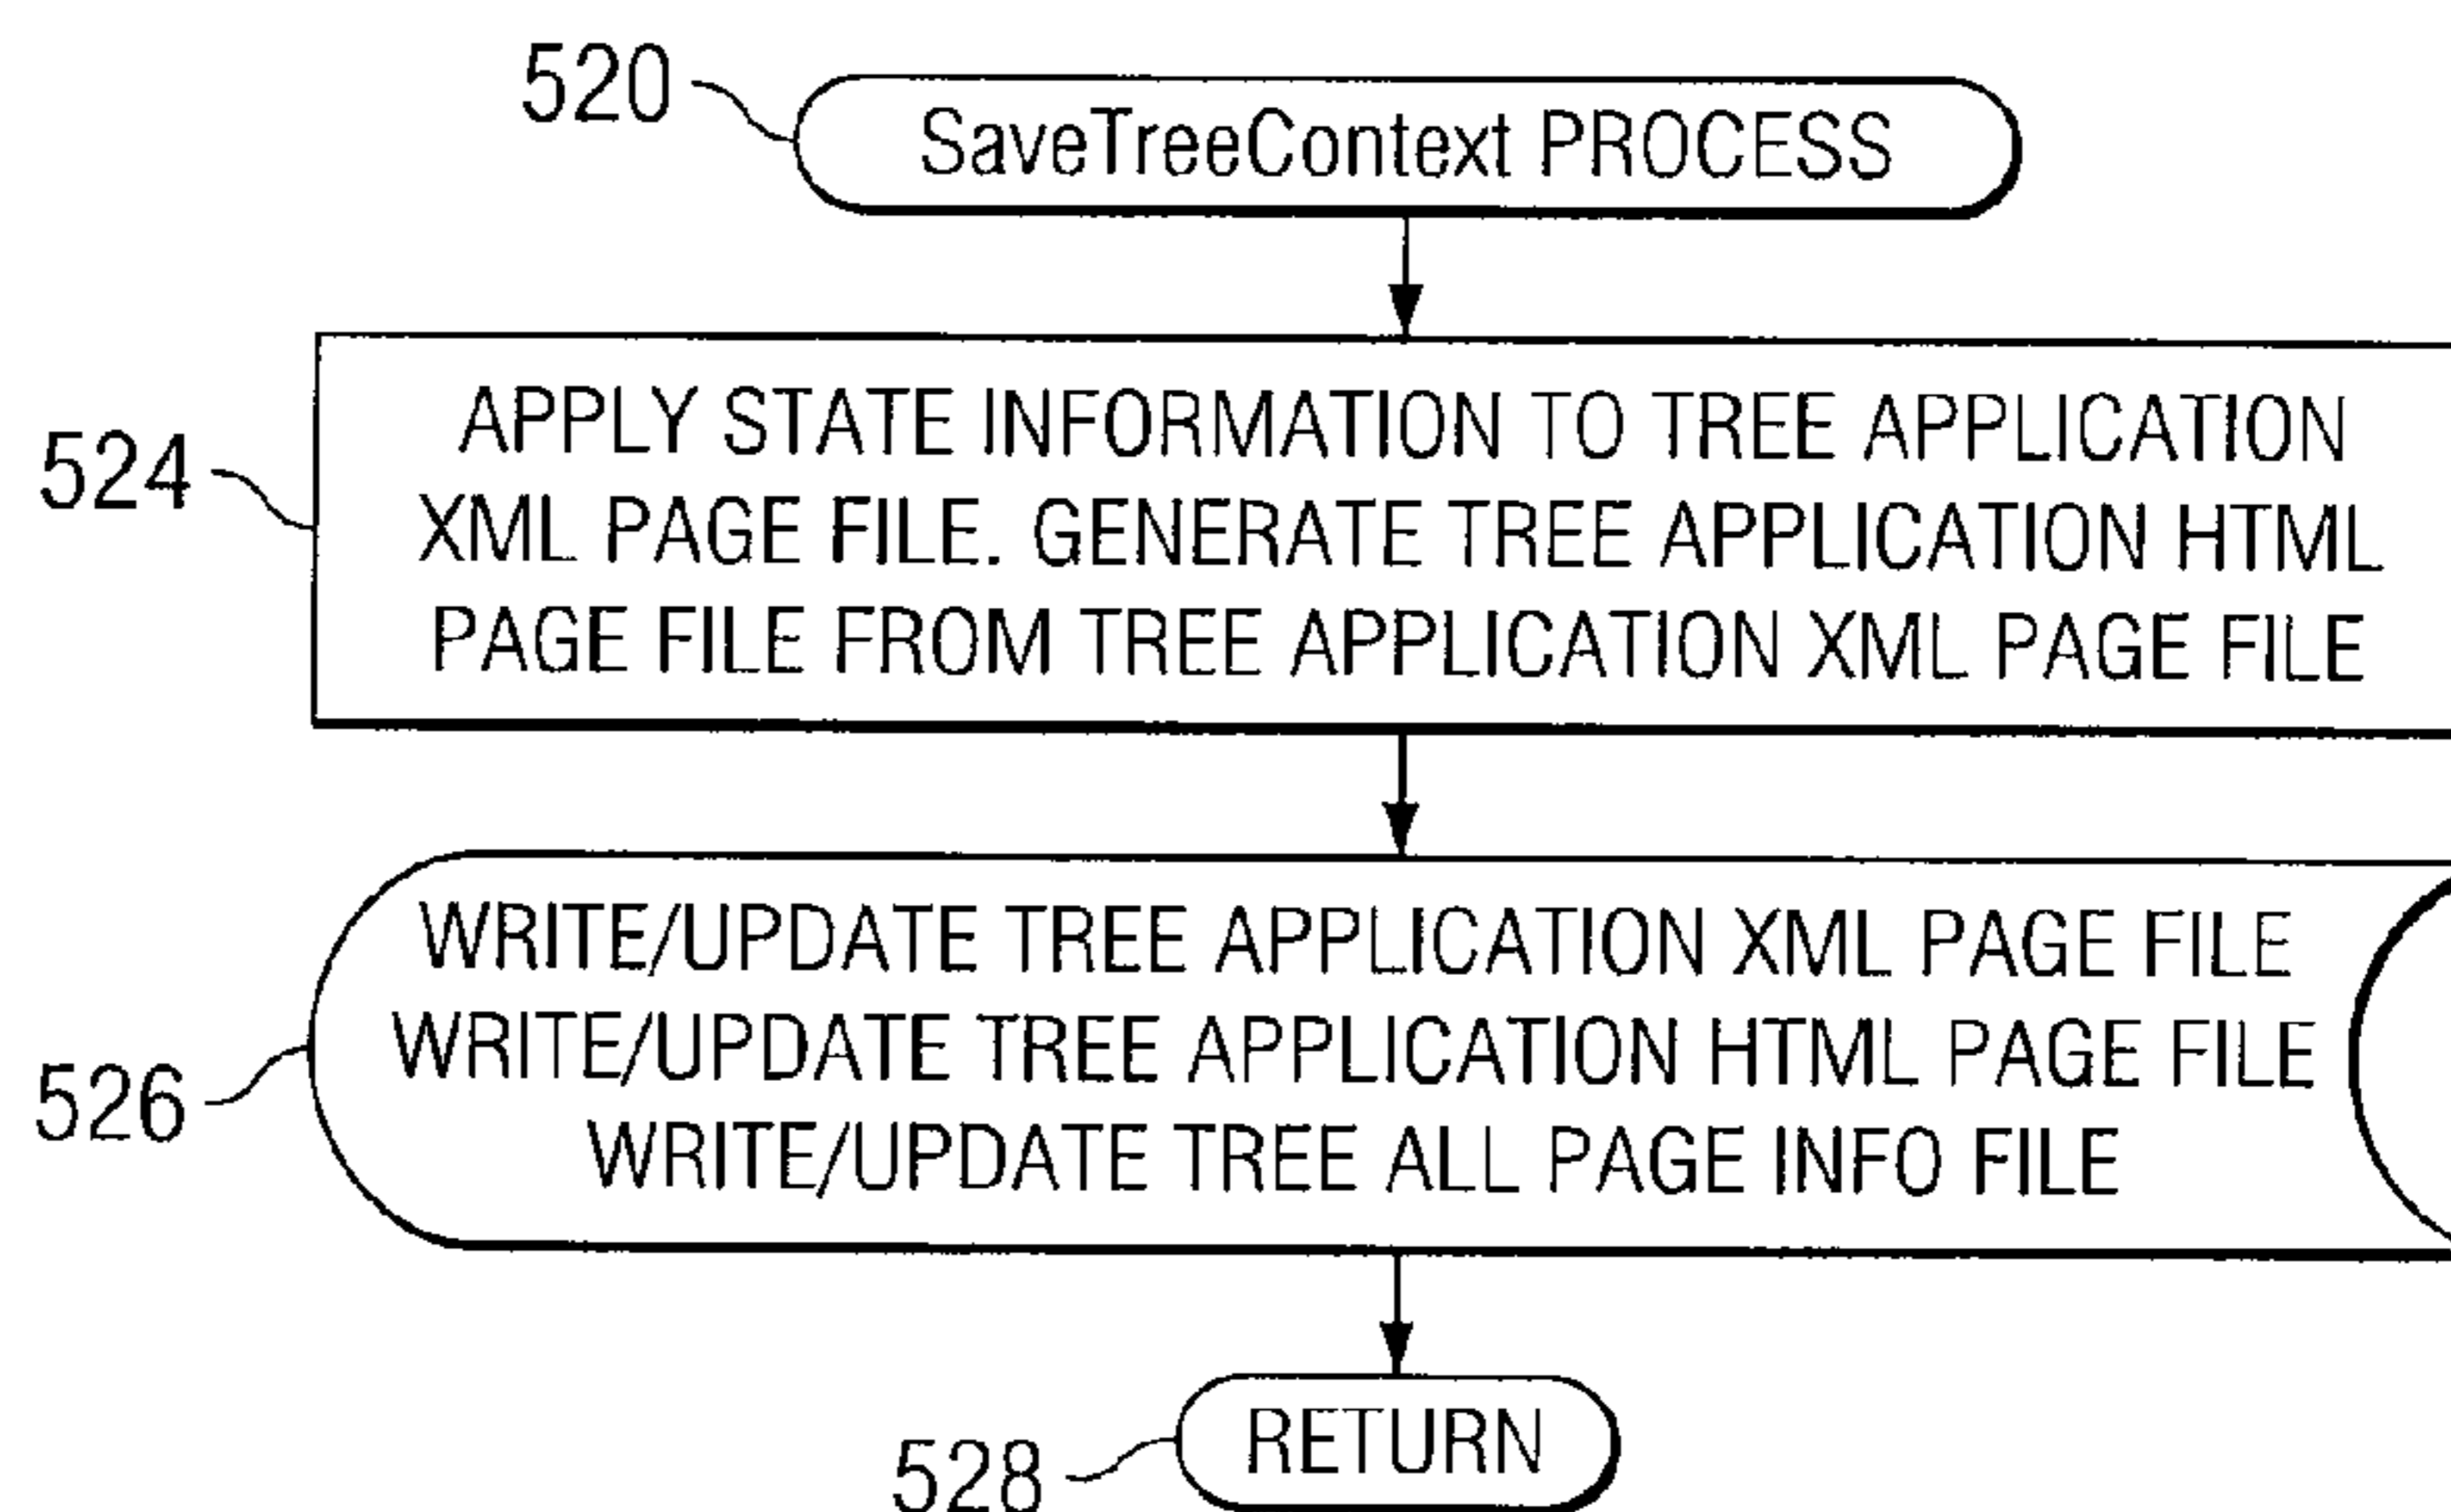 520
SaveTreeContext PROCESS
524
APPLY STATE INFORMATION TO TREE APPLICATION
XML PAGE FILE. GENERATE TREE APPLICATION HTML
PAGE FILE FROM TREE APPLICATION XML PAGE FILE
526
WRITE/UPDATE TREE APPLICATION XML PAGE FILE
WRITE/UPDATE TREE APPLICATION HTML PAGE FILE
WRITE/UPDATE TREE ALL PAGE INFO FILE
528
RETURN